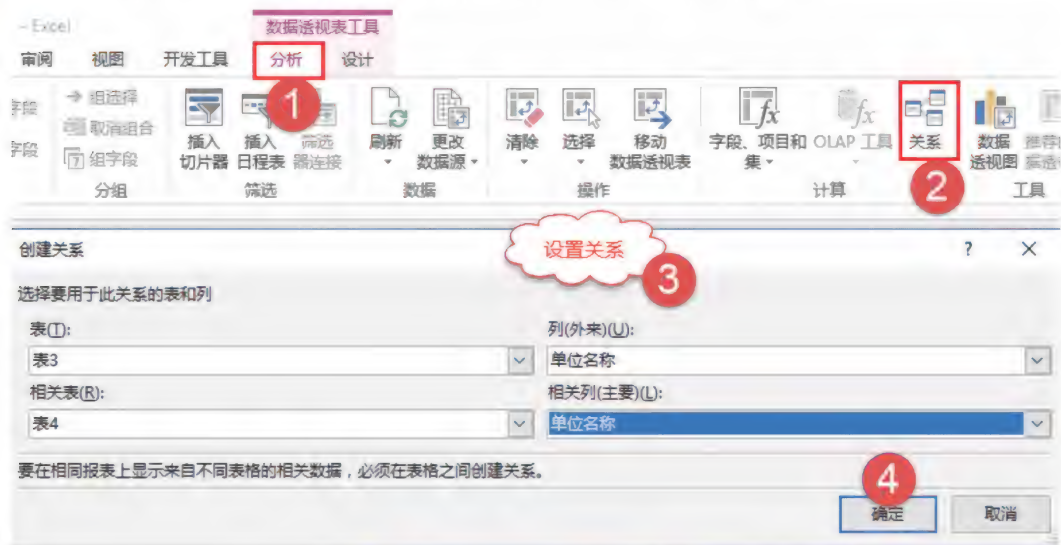 - Excel
数据透视表工具
审阅 视图 开发工具 分析 设计
字段 组选择
取消组合
字段 组字段
分组
插入切片器
插入日程表
筛选器连接
筛选
刷新
更改数据源
数据
清除
选择
移动数据透视表
操作
字段、项目和集
OLAP 工具
关系
计算
数据透视图
推荐
工具
1
2
创建关系
设置关系
3
? ×
选择要用于此关系的表和列
表(T): 列(外来)(U):
表3 单位名称
相关表(R): 相关列(主要)(L):
表4 单位名称
要在相同报表上显示来自不同表格的相关数据，必须在表格之间创建关系。
4
确定 取消